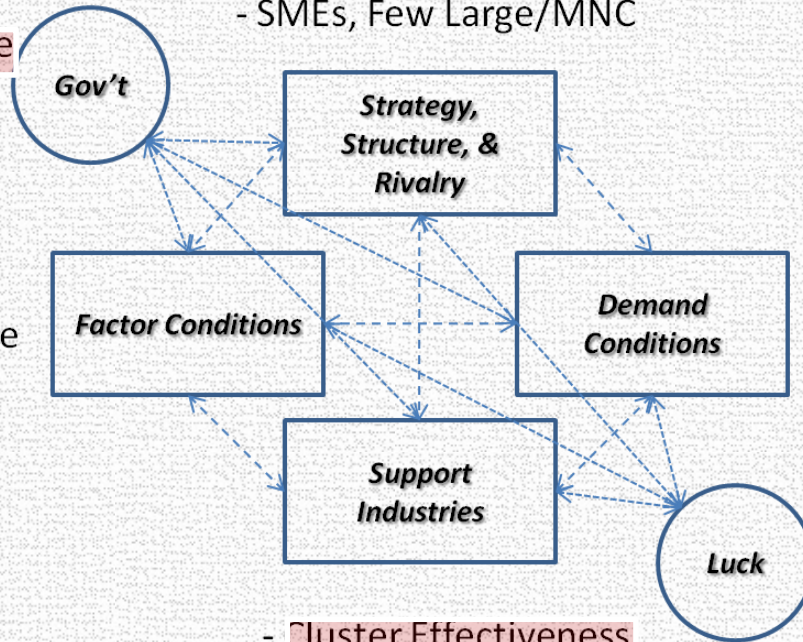 - SMEs, Few Large/MNC
e
Gov't
Strategy,
Structure, &
Rivalry
Factor Conditions
Demand
Conditions
e
Support
Industries
Luck
- Cluster Effectiveness